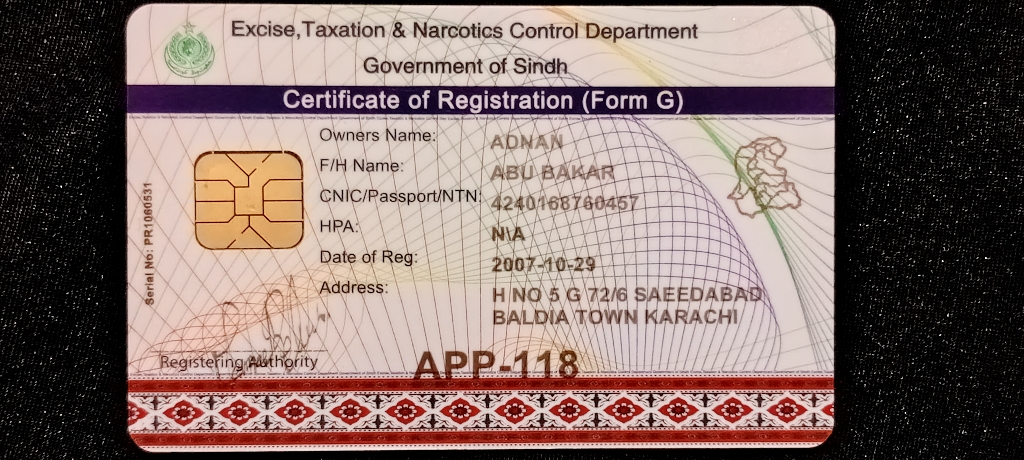 Excise,Taxation & Narcotics Control Department
Government of Sindh
Certificate of Registration (Form G)
Owners Name: ADNAN
F/H Name: ABU BAKAR
CNIC/Passport/NTN: 4240168760457
HPA: N\A
Date of Reg: 2007-10-29
Address: H NO 5 G 72/6 SAEEDABAD
BALDIA TOWN KARACHI
Serial No: PR1060531
Registering Authority
APP-118